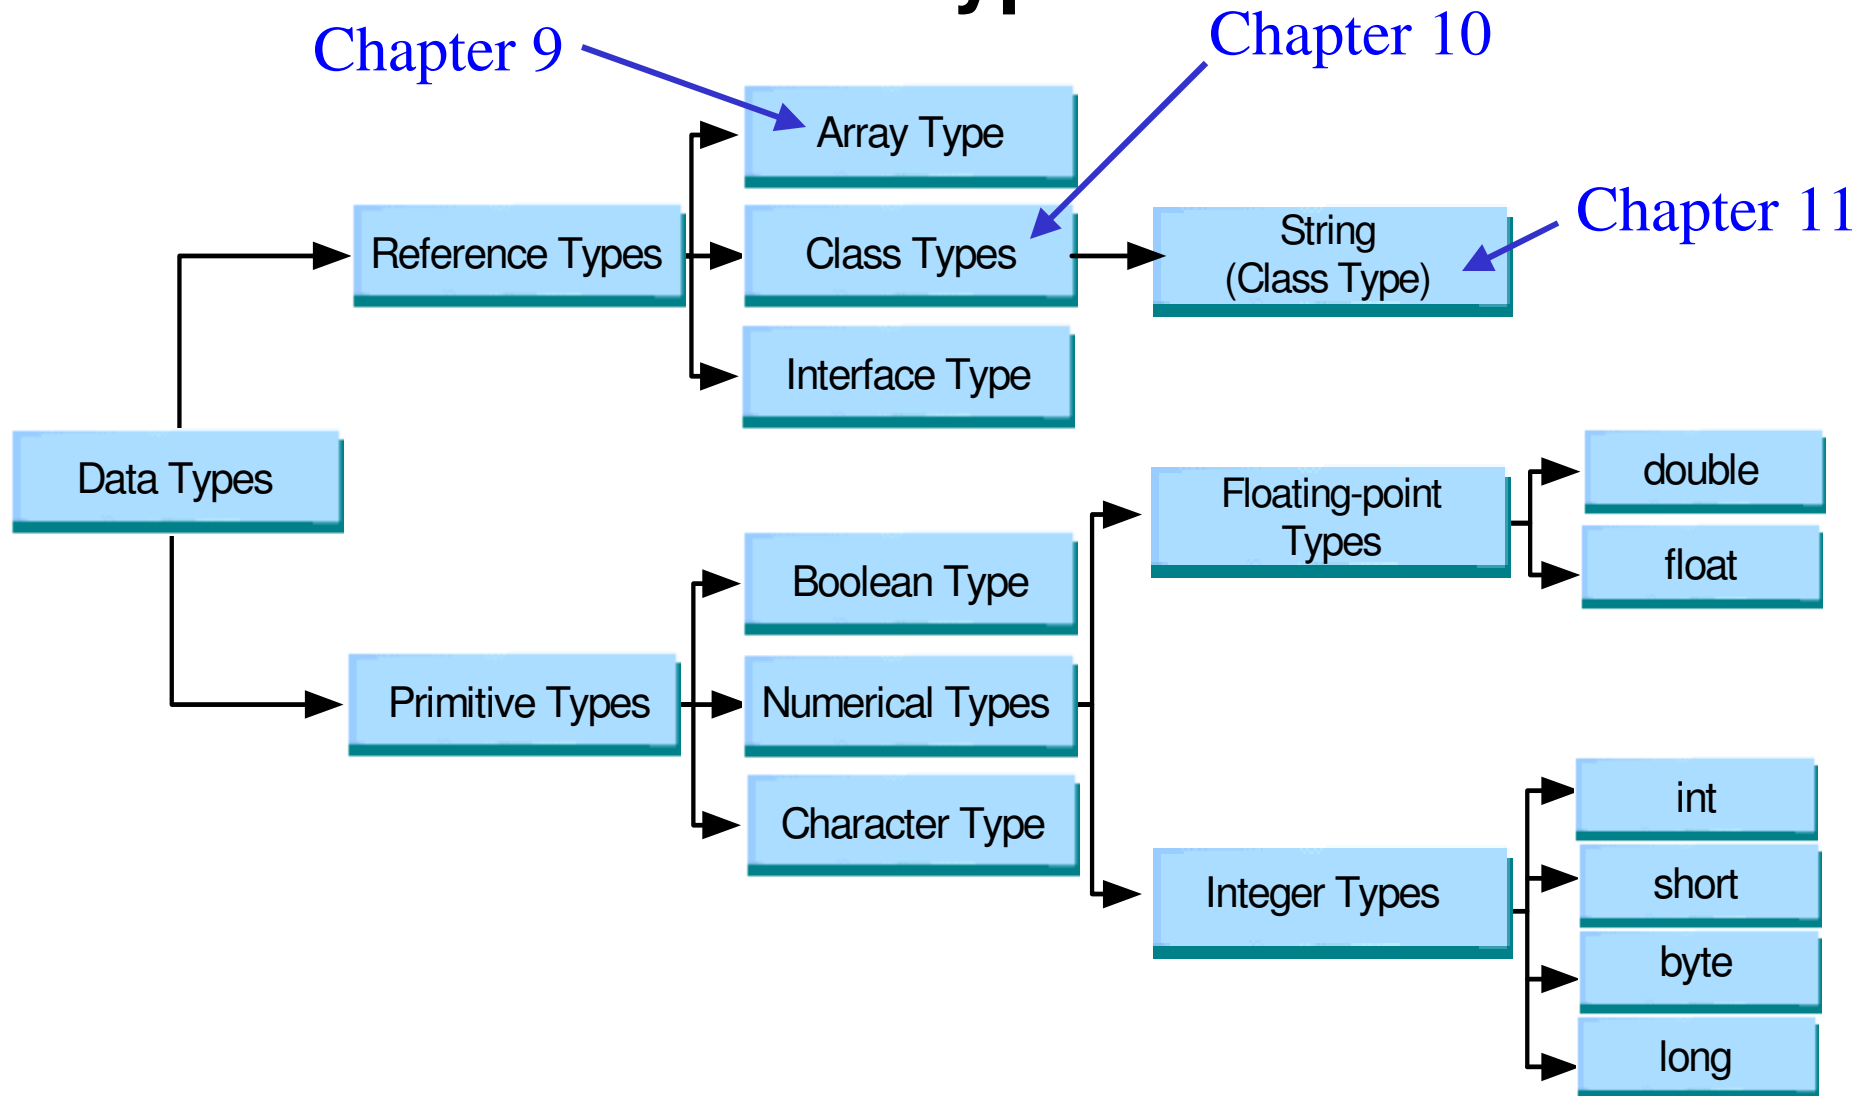 Chapter 9
Chapter 10
Array Type
Chapter 11
Reference Types
Class Types
String
(Class Type)
Interface Type
Data Types
Floating-point
Types
double
float
Boolean Type
Primitive Types
Numerical Types
Character Type
Integer Types
int
short
byte
long